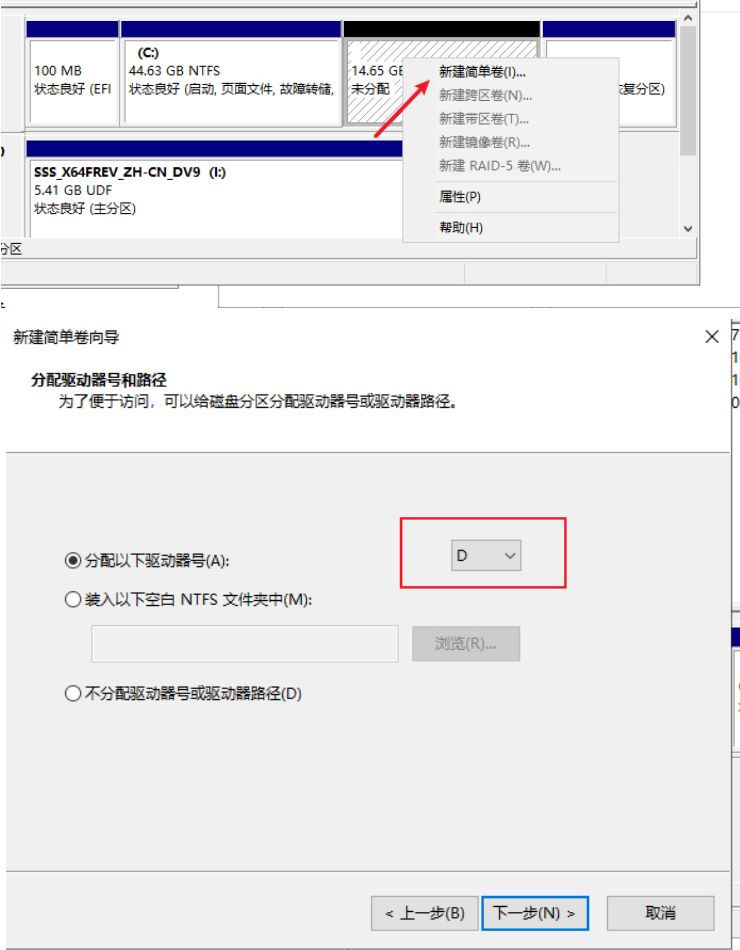 (C:)
100 MB
44.63 GB NTFS
14.65 GB
状态良好 (EFI
状态良好 (启动, 页面文件, 故障转储,
未分配
复分区)
新建简单卷(I)...
新建跨区卷(N)...
新建带区卷(T)...
新建镜像卷(R)...
新建 RAID-5 卷(W)...
属性(P)
帮助(H)
SSS_X64FREV_ZH-CN_DV9 (I:)
5.41 GB UDF
状态良好 (主分区)
分区
新建简单卷向导
分配驱动器号和路径
为了便于访问，可以给磁盘分区分配驱动器号或驱动器路径。
分配以下驱动器号(A):
D
装入以下空白 NTFS 文件夹中(M):
浏览(R)...
不分配驱动器号或驱动器路径(D)
< 上一步(B)
下一步(N) >
取消